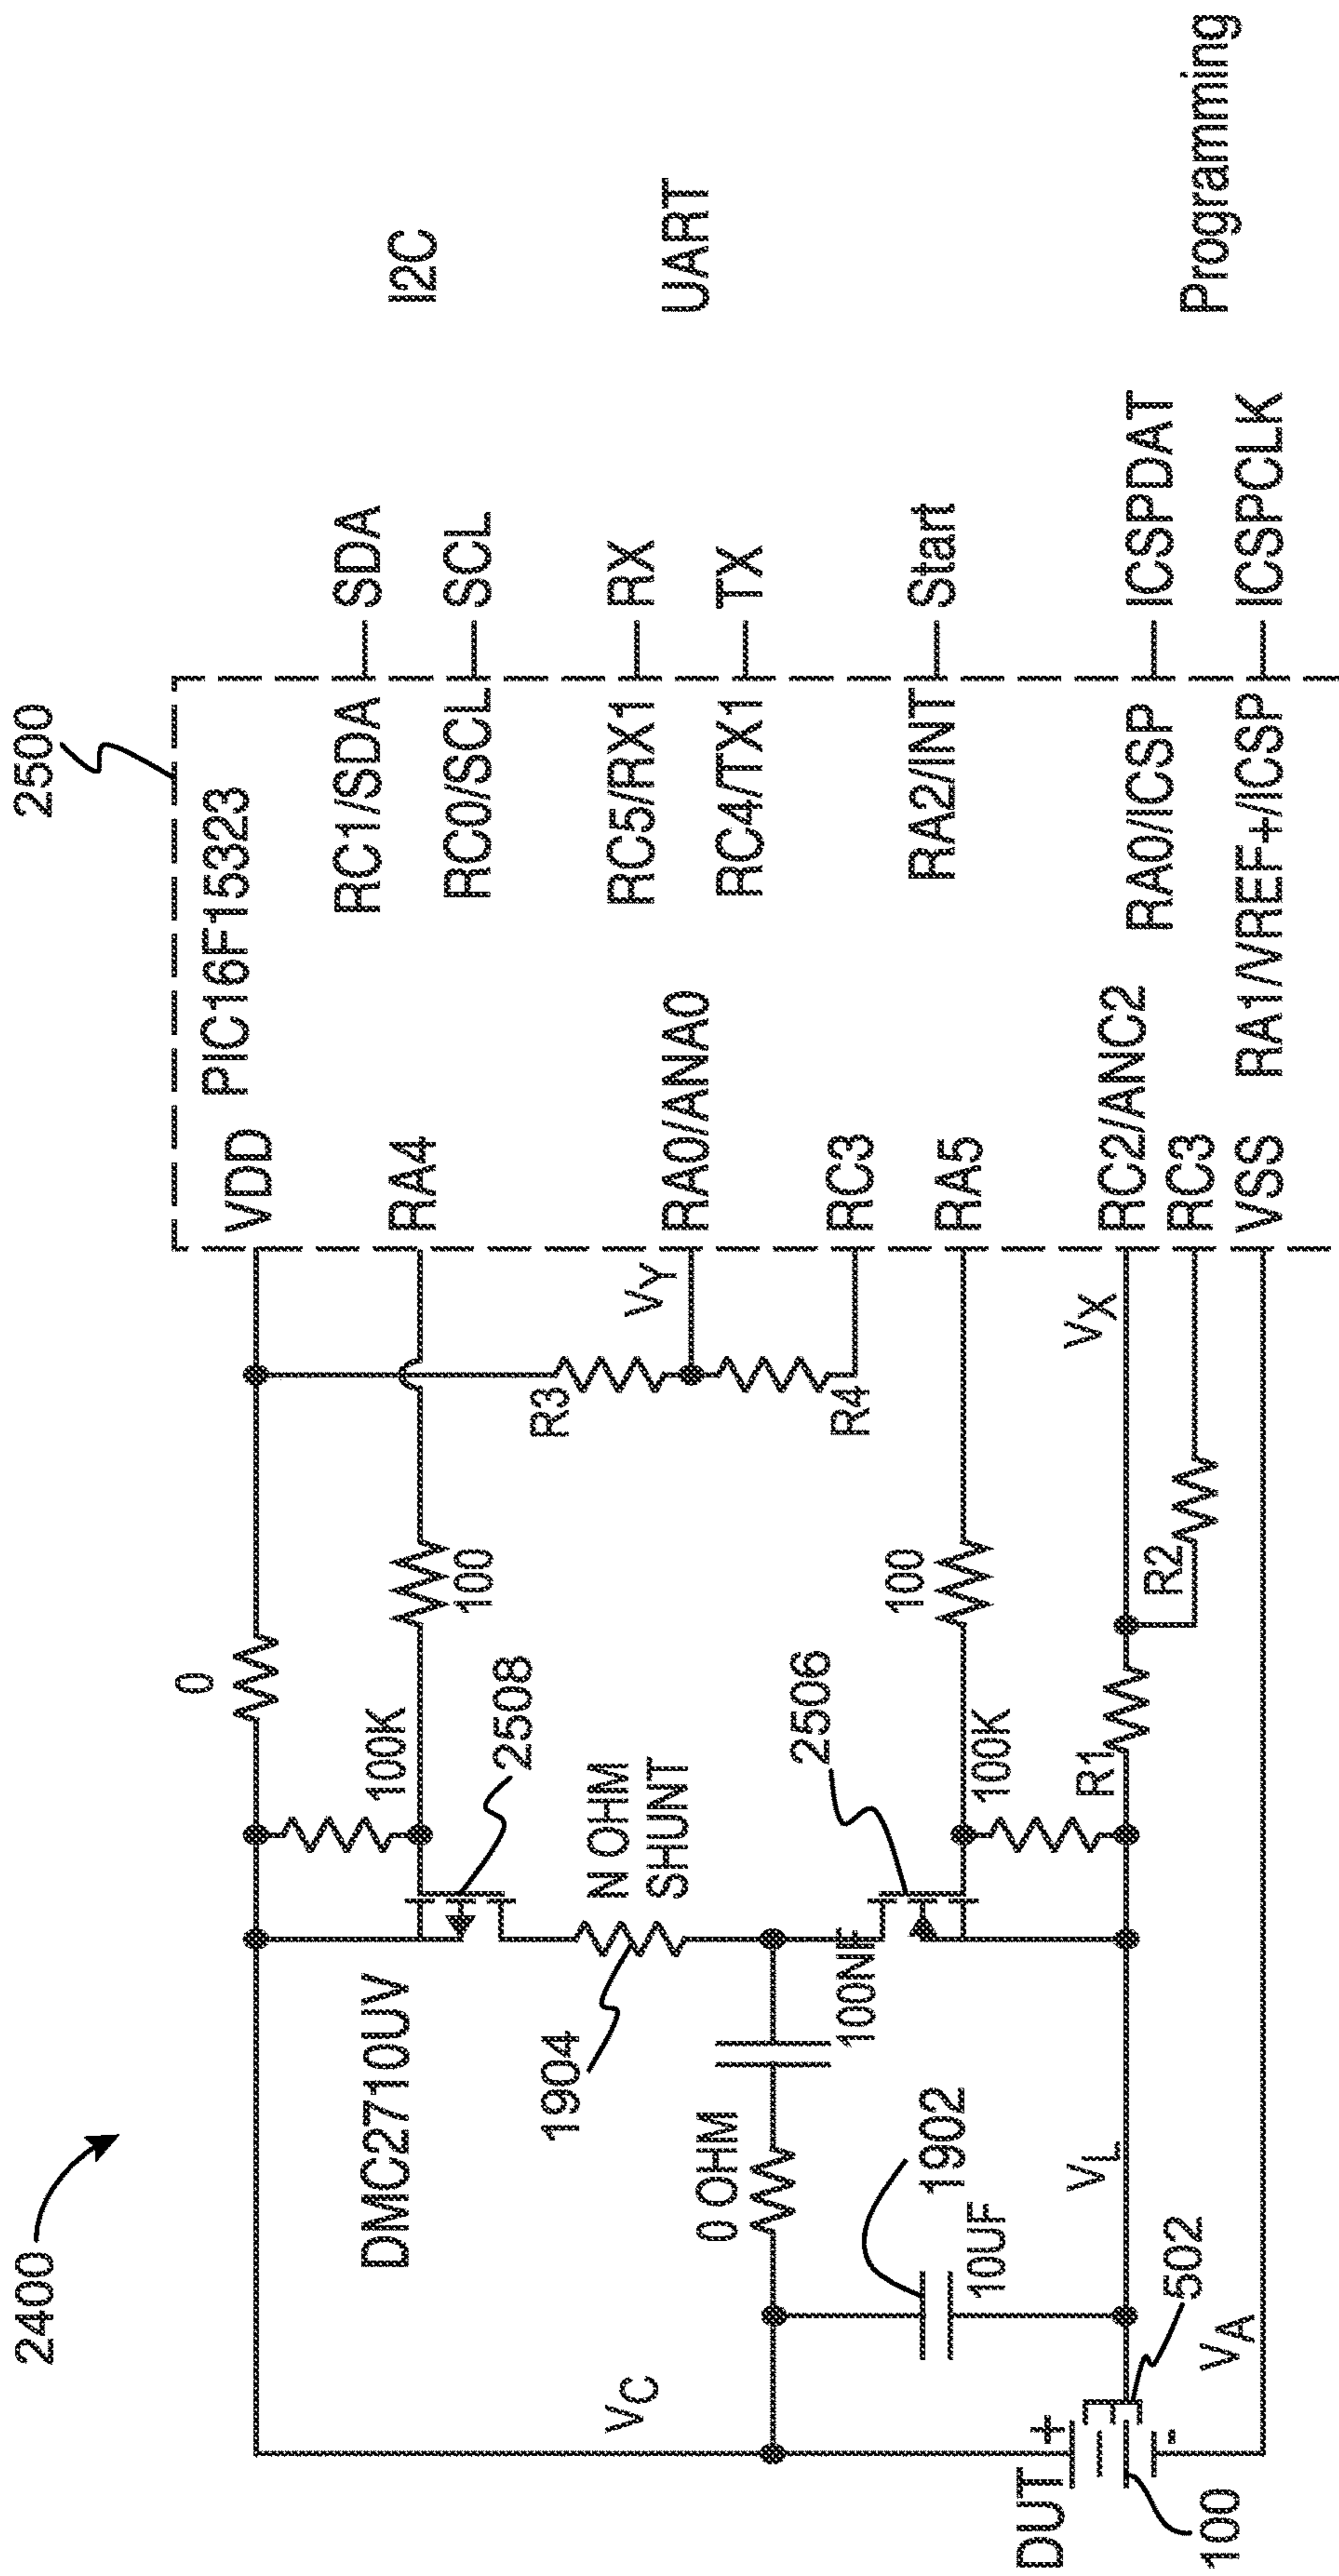 2400
2500
PIC16F15323
VDD
RA4
RA0/ANA0
RC3
RA5
RC2/ANC2
RC3
VSS
RC1/SDA
RC0/SCL
RC5/RX1
RC4/TX1
RA2/INT
RA0/ICSP
RA1/VREF+/ICSP
SDA
SCL
RX
TX
Start
ICSPDAT
ICSPCLK
I2C
UART
Programming
0
100K
100
2508
DMC2710UV
N OHM
SHUNT
1904
R3
VY
R4
VC
0 OHM
100NF
2506
100
100K
1902
10UF
VL
R1
R2
VX
DUT
+
-
100
502
VA